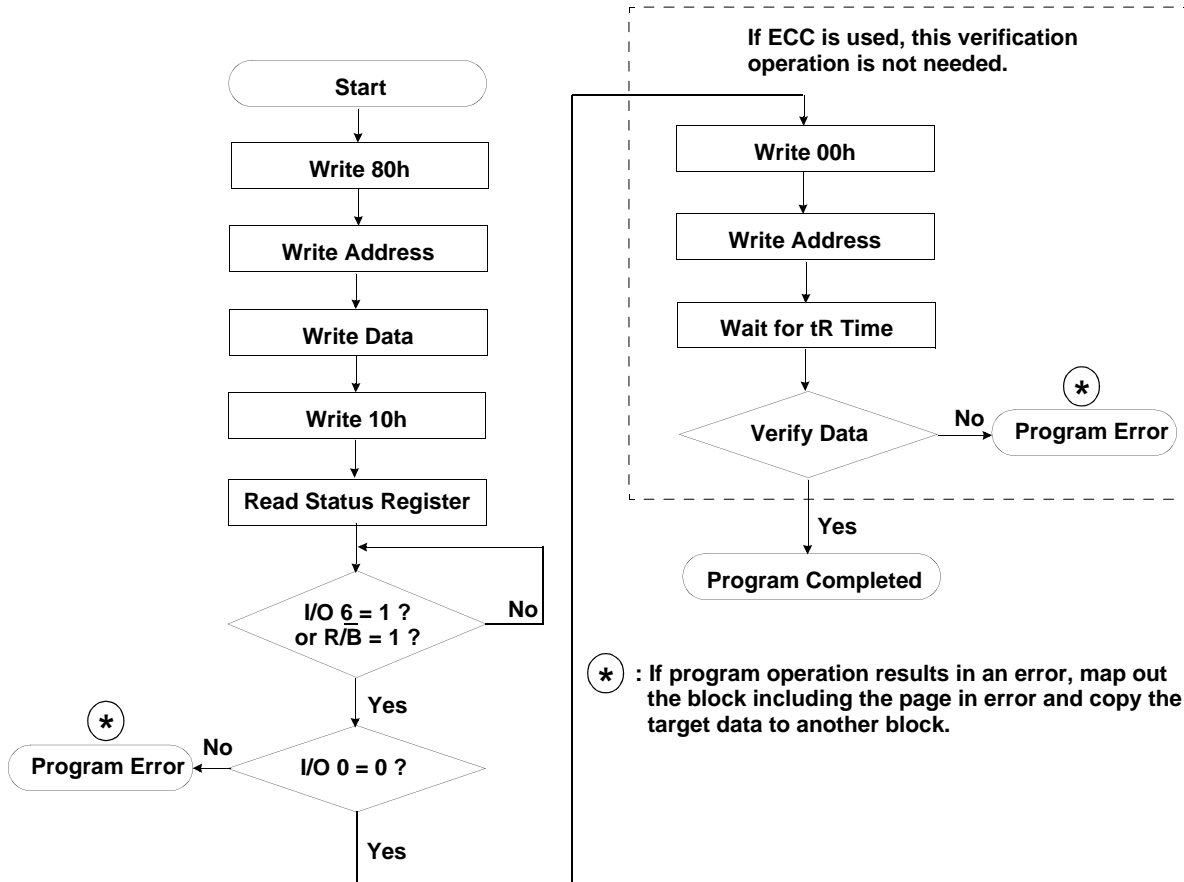 Start
Write 80h
Write Address
Write Data
Write 10h
Read Status Register
I/O 6 = 1 ?
or R/B̅ = 1 ?
No
Yes
*
No
Program Error
I/O 0 = 0 ?
Yes
If ECC is used, this verification
operation is not needed.
Write 00h
Write Address
Wait for tR Time
*
Verify Data
No
Program Error
Yes
Program Completed
* : If program operation results in an error, map out
the block including the page in error and copy the
target data to another block.